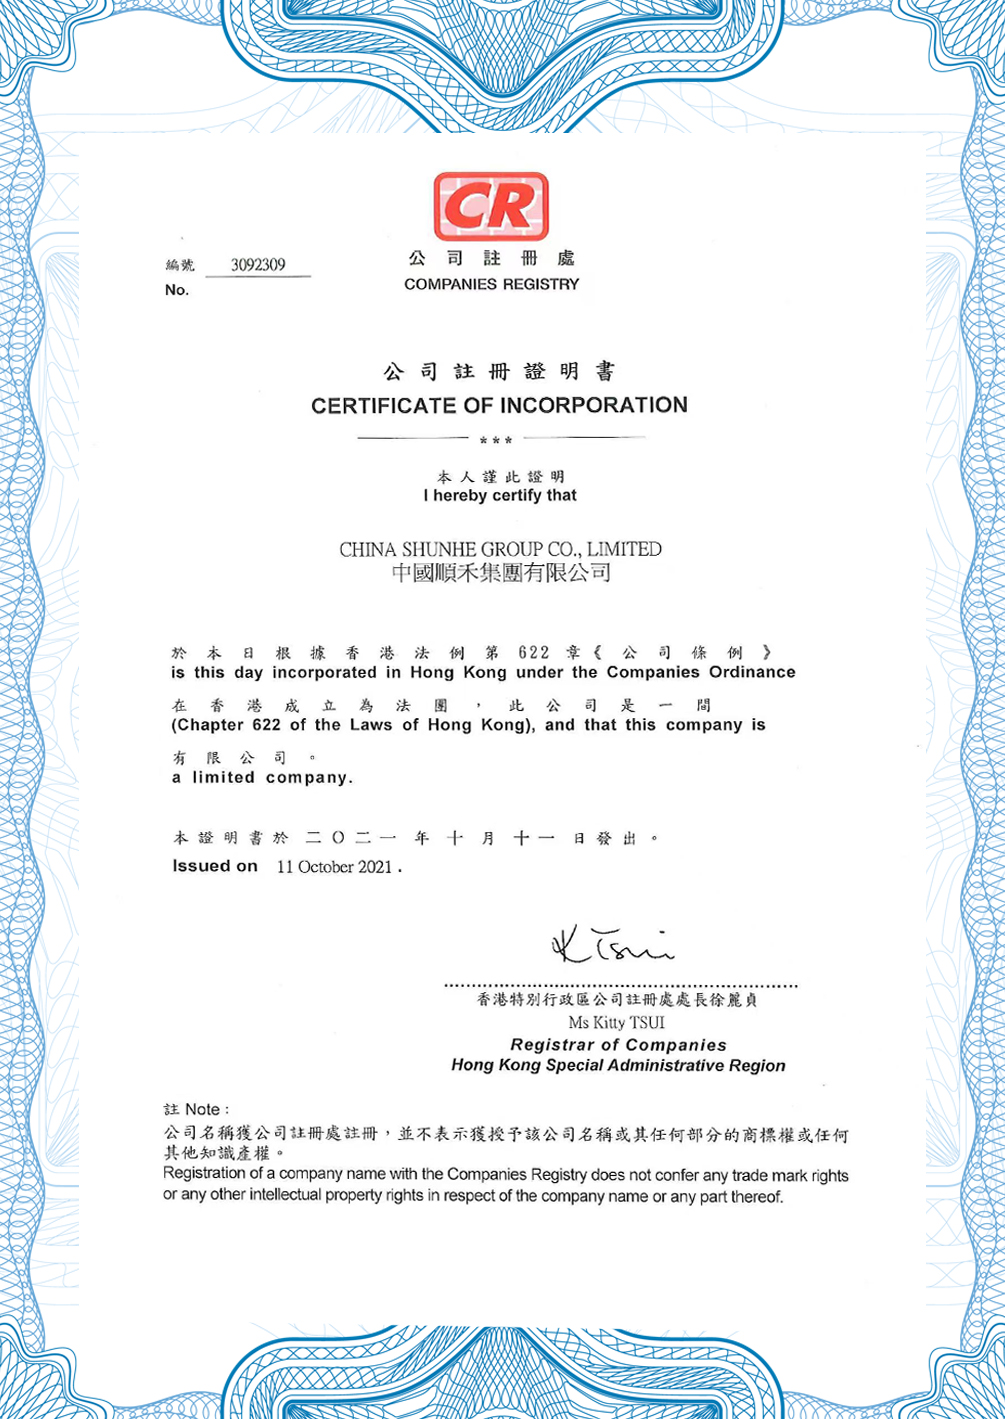 CR
公司註冊處
COMPANIES REGISTRY
編號 3092309
No.
公司註冊證明書
CERTIFICATE OF INCORPORATION
***
本人謹此證明
I hereby certify that
CHINA SHUNHE GROUP CO., LIMITED
中國順禾集團有限公司
於本日根據香港法例第622章《公司條例》
is this day incorporated in Hong Kong under the Companies Ordinance
在香港成立為法團，此公司是一間
(Chapter 622 of the Laws of Hong Kong), and that this company is
有限公司。
a limited company.
本證明書於二〇二一年十月十一日發出。
Issued on 11 October 2021.
K Tsui
香港特別行政區公司註冊處處長徐麗貞
Ms Kitty TSUI
Registrar of Companies
Hong Kong Special Administrative Region
註 Note :
公司名稱獲公司註冊處註冊，並不表示獲授予該公司名稱或其任何部分的商標權或任何
其他知識產權。
Registration of a company name with the Companies Registry does not confer any trade mark rights
or any other intellectual property rights in respect of the company name or any part thereof.